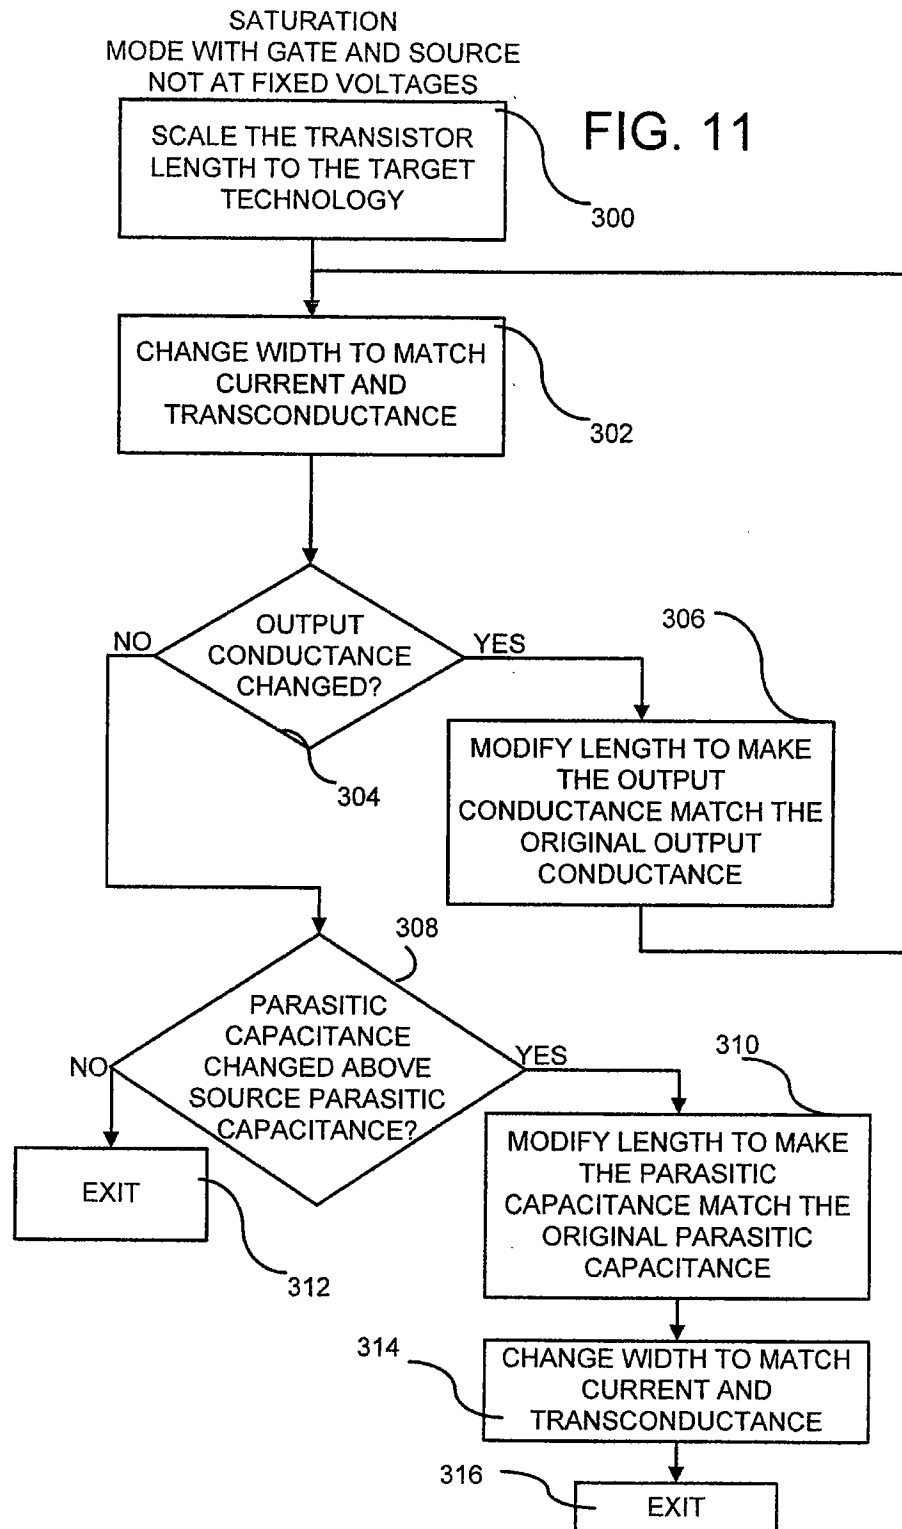 SATURATION
MODE WITH GATE AND SOURCE
NOT AT FIXED VOLTAGES
FIG. 11
SCALE THE TRANSISTOR
LENGTH TO THE TARGET
TECHNOLOGY
300
CHANGE WIDTH TO MATCH
CURRENT AND
TRANSCONDUCTANCE
302
OUTPUT
CONDUCTANCE
CHANGED?
NO
YES
304
306
MODIFY LENGTH TO MAKE
THE OUTPUT
CONDUCTANCE MATCH THE
ORIGINAL OUTPUT
CONDUCTANCE
308
PARASITIC
CAPACITANCE
CHANGED ABOVE
SOURCE PARASITIC
CAPACITANCE?
NO
YES
EXIT
312
310
MODIFY LENGTH TO MAKE
THE PARASITIC
CAPACITANCE MATCH THE
ORIGINAL PARASITIC
CAPACITANCE
314
CHANGE WIDTH TO MATCH
CURRENT AND
TRANSCONDUCTANCE
316
EXIT